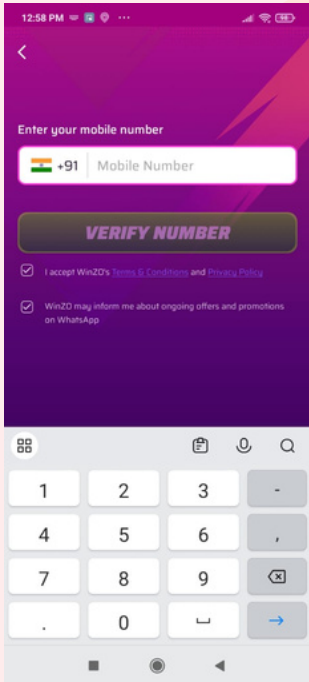 12:58 PM
Enter your mobile number
+91 Mobile Number
VERIFY NUMBER
I accept WinZO's Terms & Conditions and Privacy Policy
WinZO may inform me about ongoing offers and promotions
on WhatsApp
1 2 3 -
4 5 6 ,
7 8 9
. 0